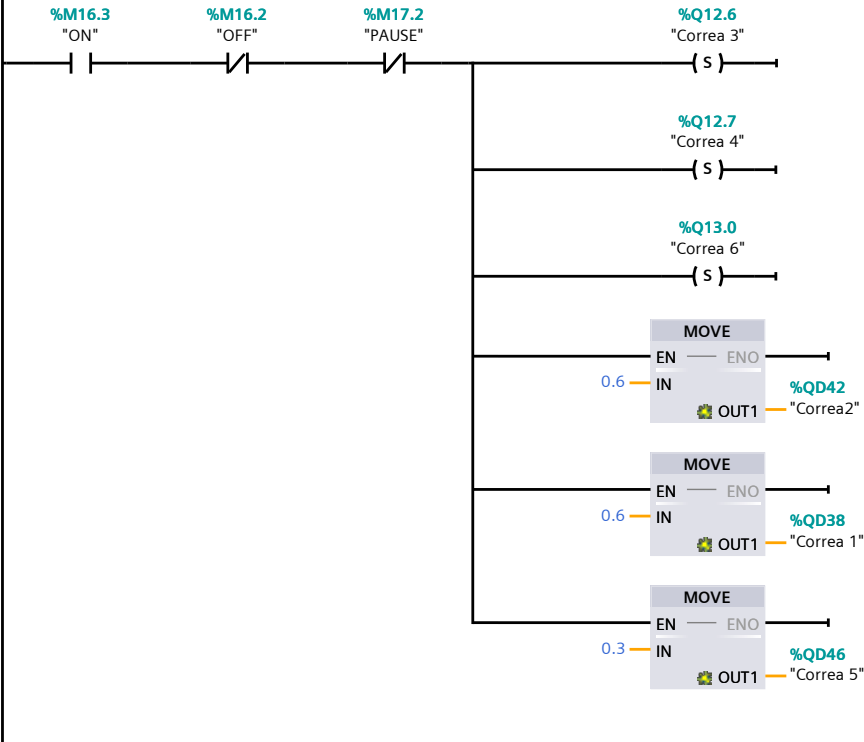 %M16.3 %M16.2 %M17.2 %Q12.6
"ON" "OFF" "PAUSE" "Correa 3"
S
%Q12.7
"Correa 4"
S
%Q13.0
"Correa 6"
S
MOVE
EN ENO
0.6 IN %QD42
OUT1 "Correa2"
MOVE
EN ENO
0.6 IN %QD38
OUT1 "Correa 1"
MOVE
EN ENO
0.3 IN %QD46
OUT1 "Correa 5"